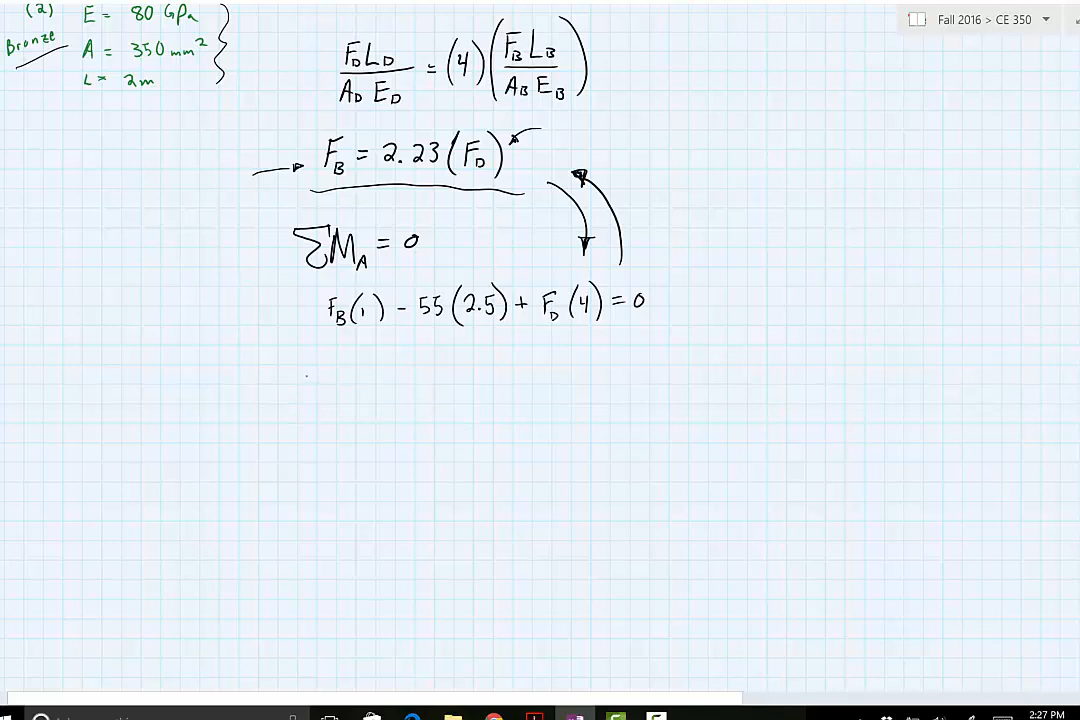 (2) E = 80 GPa
Bronze A = 350 mm²
L = 2m
F_D L_D / A_D E_D = (4) (F_B L_B / A_B E_B)
F_B = 2.23 (F_D)
ΣM_A = 0
F_B (1) - 55 (2.5) + F_D (4) = 0
Fall 2016 > CE 350
2:27 PM